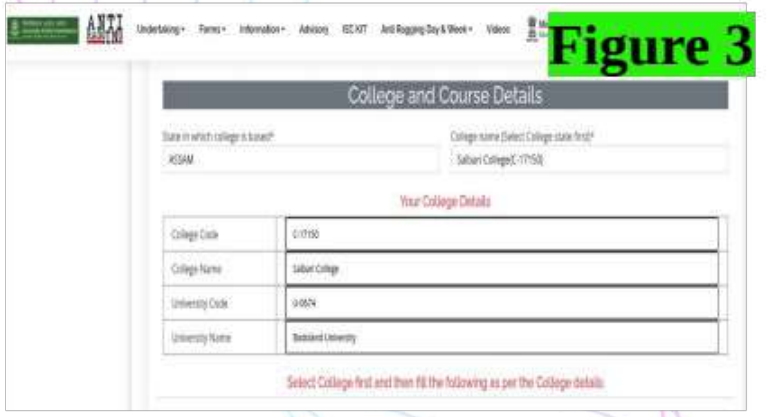 ANTI
Undertaking Forms Information Advisory IEC KIT Anti Ragging Day & Week Videos
Figure 3
College and Course Details
State in which college is based* College name (Select College state first)*
ASSAM Salbari College(C-17150)
Your College Details
College Code C-17150
College Name Salbari College
University Code U-0874
University Name Bodoland University
Select College first and then fill the following as per the College details